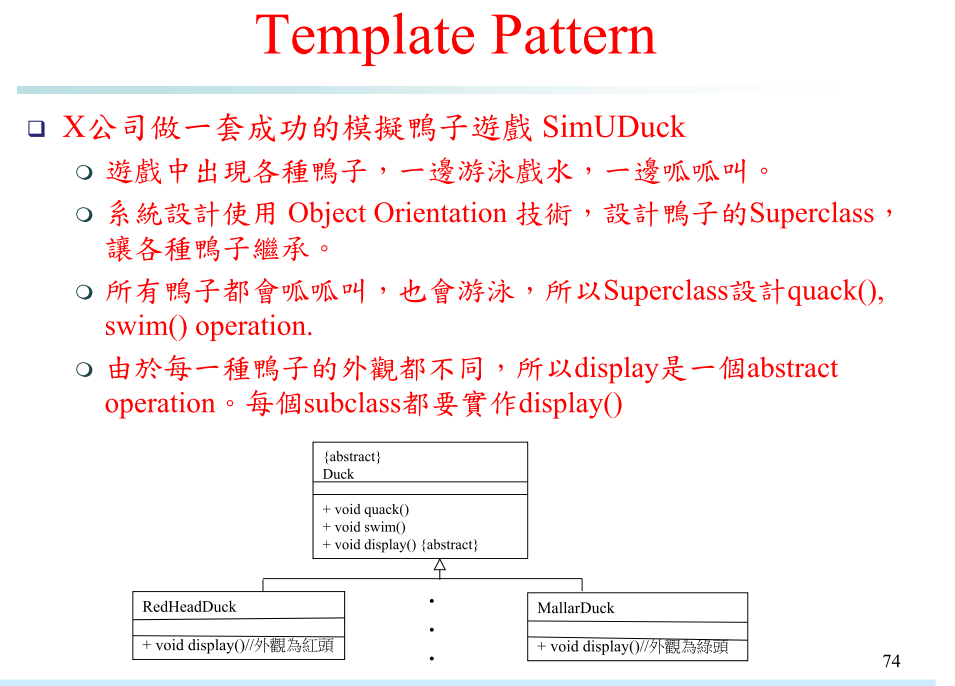 Template Pattern
X公司做一套成功的模擬鴨子遊戲 SimUDuck
遊戲中出現各種鴨子，一邊游泳戲水，一邊呱呱叫。
系統設計使用 Object Orientation 技術，設計鴨子的Superclass，
讓各種鴨子繼承。
所有鴨子都會呱呱叫，也會游泳，所以Superclass設計quack(),
swim() operation.
由於每一種鴨子的外觀都不同，所以display是一個abstract
operation。每個subclass都要實作display()
{abstract}
Duck
+ void quack()
+ void swim()
+ void display() {abstract}
RedHeadDuck
+ void display()//外觀為紅頭
MallarDuck
+ void display()//外觀為綠頭
74